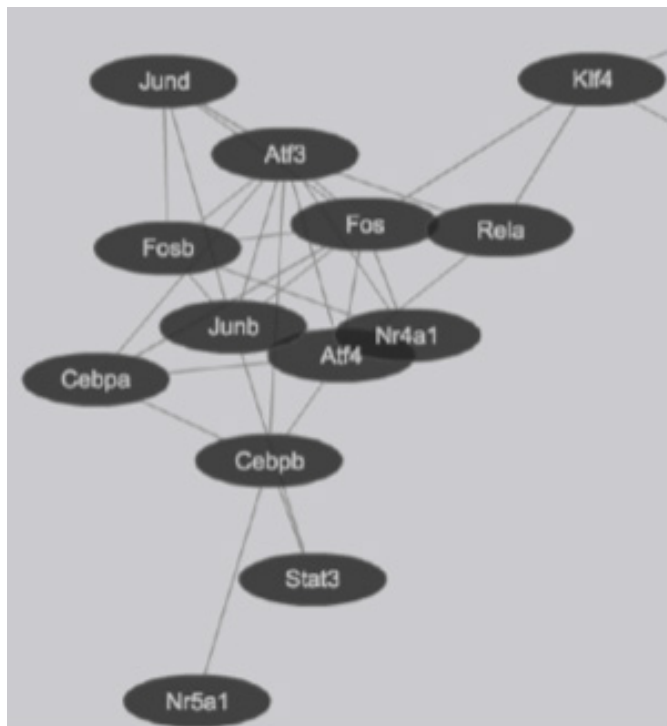 Jund
Klf4
Atf3
Fos
Rela
Fosb
Junb
Nr4a1
Atf4
Cebpa
Cebpb
Stat3
Nr5a1